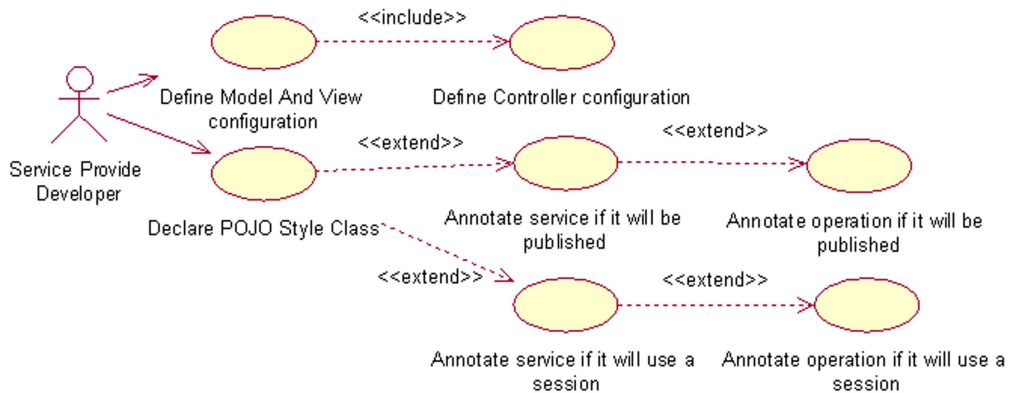 <<include>>
Define Model And View
configuration
Define Controller configuration
Service Provide
Developer
<<extend>>
<<extend>>
Declare POJO Style Class
Annotate service if it will be
published
Annotate operation if it will be
published
<<extend>>
<<extend>>
Annotate service if it will use a
session
Annotate operation if it will use a
session